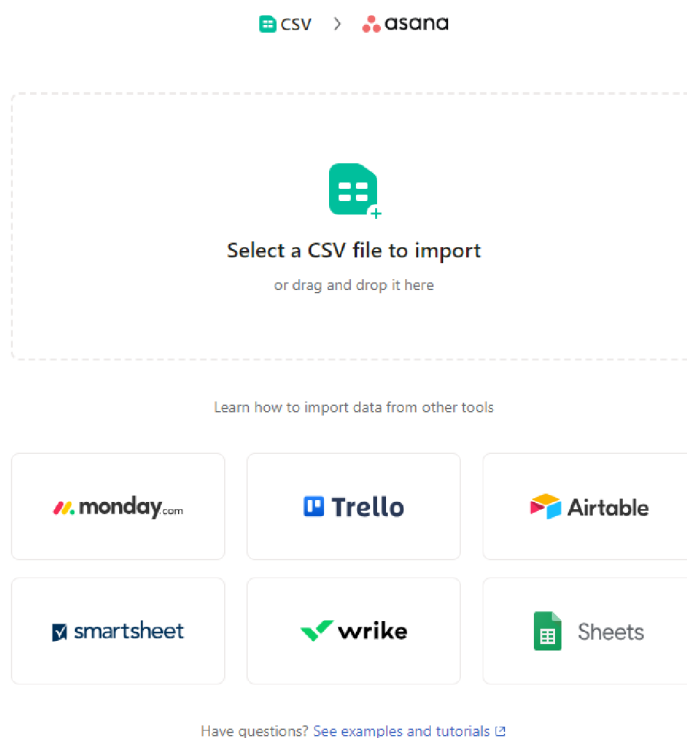 CSV > asana
Select a CSV file to import
or drag and drop it here
Learn how to import data from other tools
monday.com
Trello
Airtable
smartsheet
wrike
Sheets
Have questions? See examples and tutorials